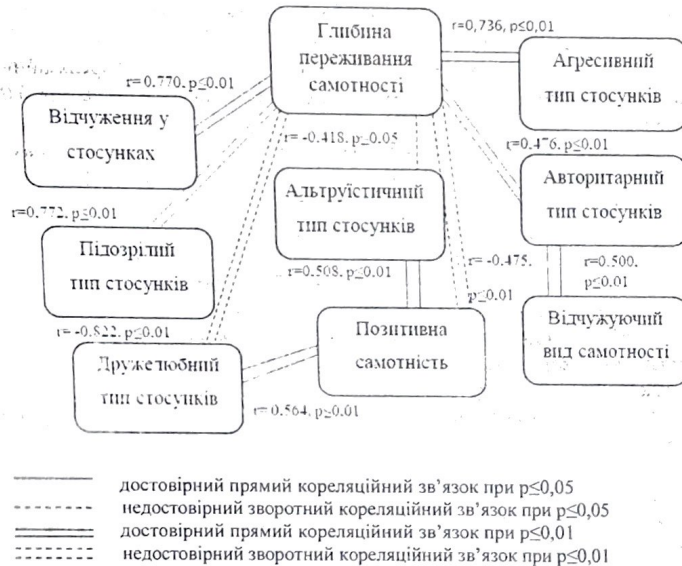 Глибина
переживання
самотності
r=0,736, p≤0,01
Агресивний
тип стосунків
r= 0.770. p≤0.01
Відчуження у
стосунках
r= -0.418. p≥0.05
r=0.476. p≤0.01
Альтруїстичний
тип стосунків
Авторитарний
тип стосунків
r=0.772. p≤0.01
Підозрілий
тип стосунків
r=0.508. p≤0.01
r= -0.475.
p≤0.01
r=0.500.
p≤0.01
r= -0.822. p≤0.01
Позитивна
самотність
Відчужуючий
вид самотності
Дружелюбний
тип стосунків
r= 0.564. p≥0.01
достовірний прямий кореляційний зв’язок при p≤0,05
недостовірний зворотний кореляційний зв’язок при p≤0,05
достовірний прямий кореляційний зв’язок при p≤0,01
недостовірний зворотний кореляційний зв’язок при p≤0,01